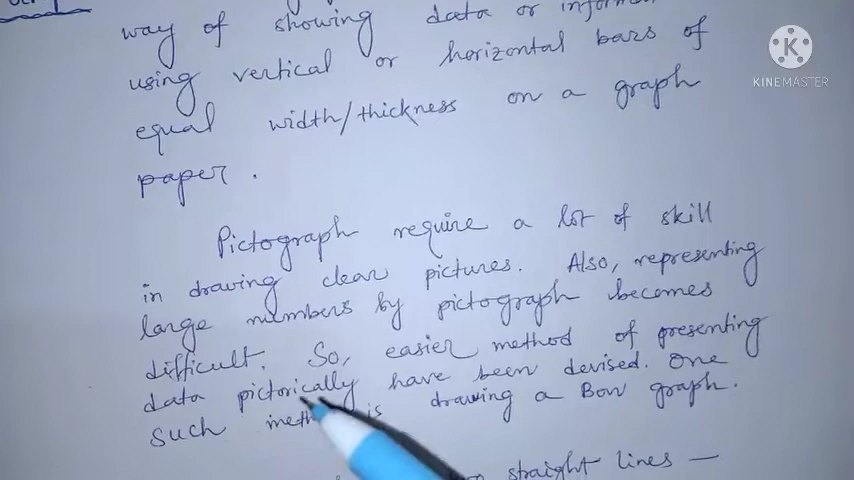 way of showing data or
using vertical or horizontal bars of
equal width/thickness on a graph
paper.
Pictograph require a lot of skill
in drawing clear pictures. Also, representing
large numbers by pictograph becomes
difficult. So, easier method of presenting
data pictorically have been devised. One
such is drawing a Bar graph.
straight lines —
KINEMASTER